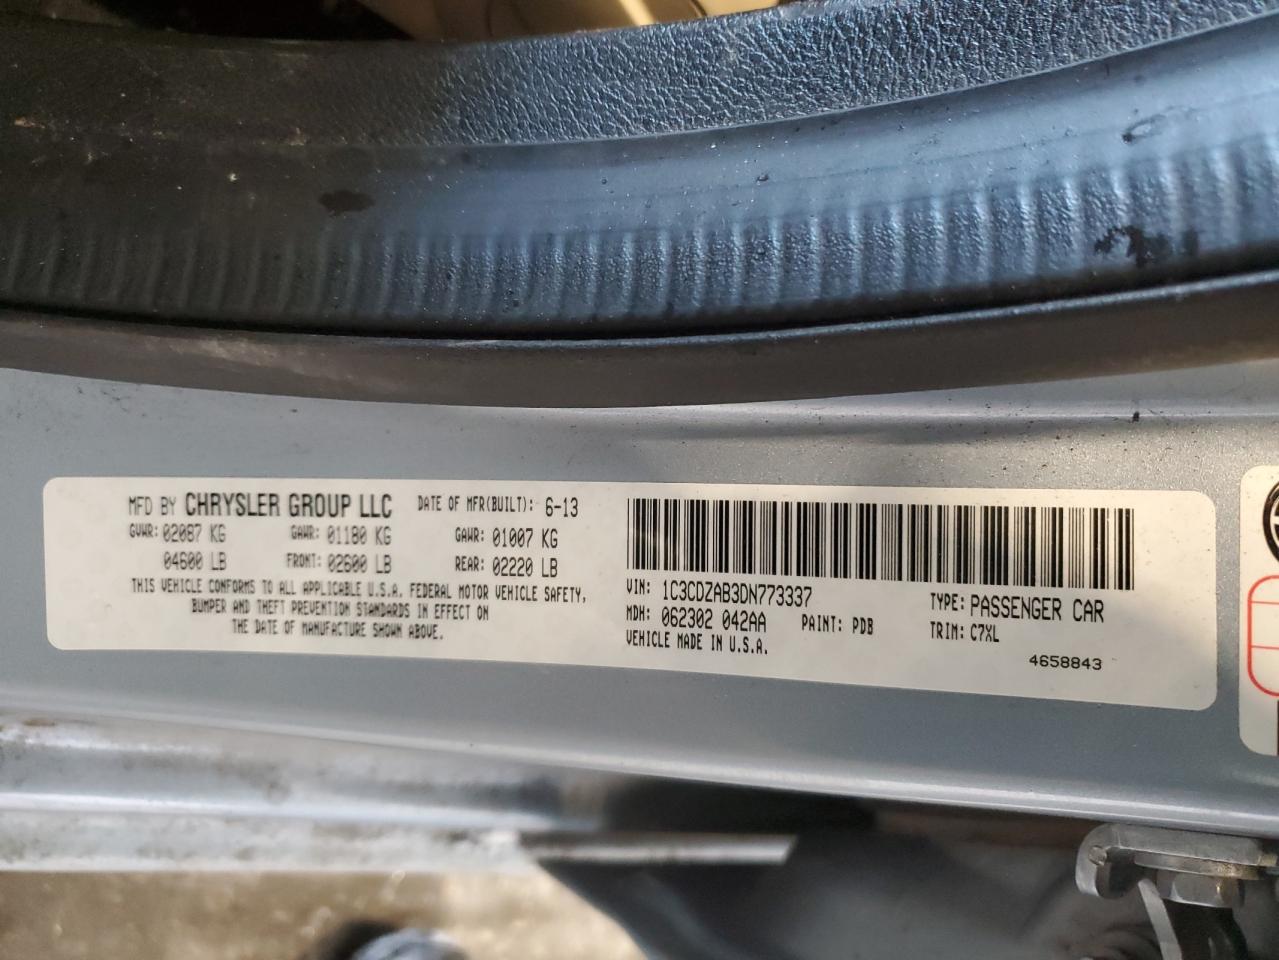 MFD BY CHRYSLER GROUP LLC DATE OF MFR(BUILT): 6-13
GVWR: 02087 KG GAWR: 01180 KG GAWR: 01007 KG
04600 LB FRONT: 02600 LB REAR: 02220 LB
THIS VEHICLE CONFORMS TO ALL APPLICABLE U.S.A. FEDERAL MOTOR VEHICLE SAFETY,
BUMPER AND THEFT PREVENTION STANDARDS IN EFFECT ON
THE DATE OF MANUFACTURE SHOWN ABOVE.
VIN: 1C3CDZAB3DN773337 TYPE: PASSENGER CAR
MDH: 062302 042AA PAINT: PDB TRIM: C7XL
VEHICLE MADE IN U.S.A.
4658843